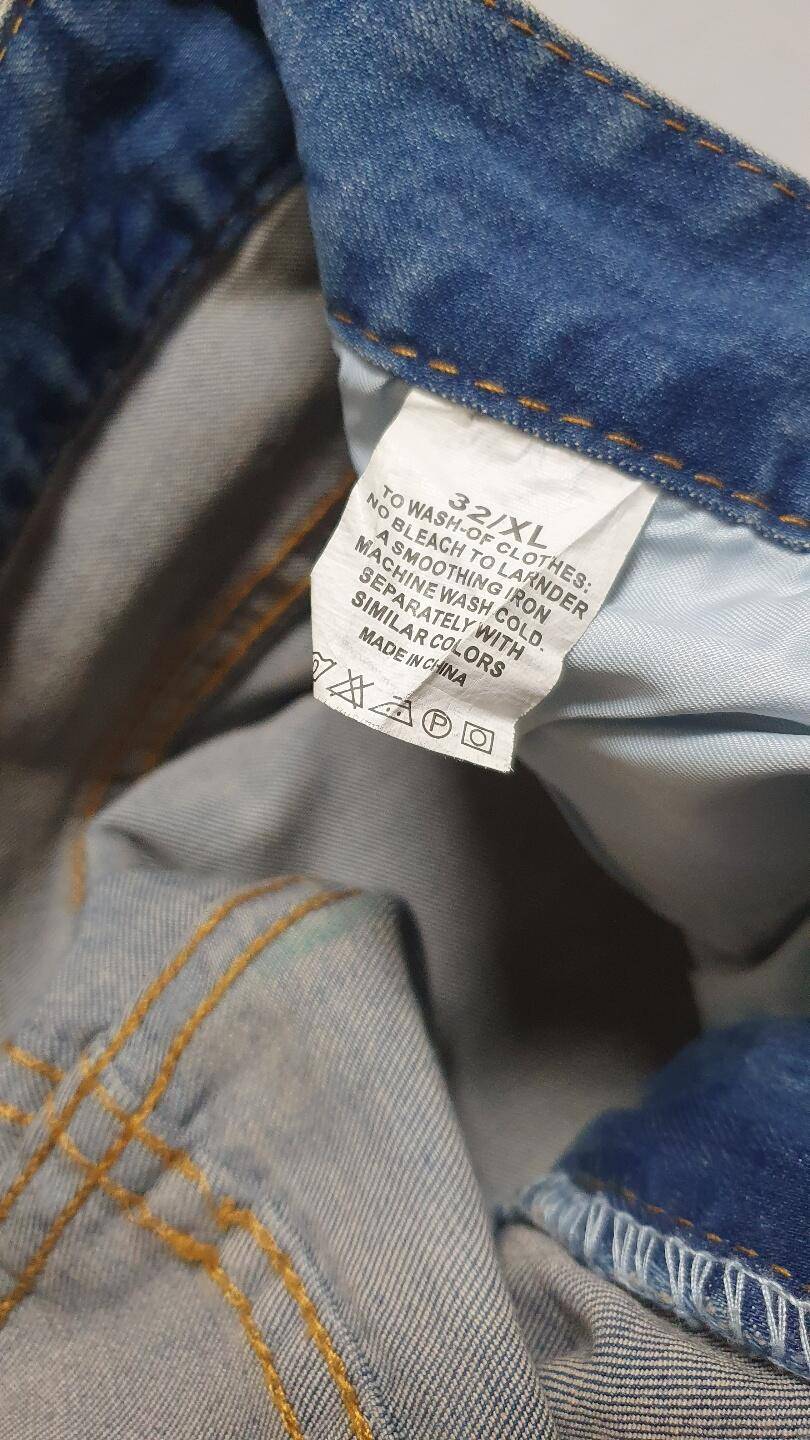 32/XL
TO WASH-OF CLOTHES:
NO BLEACH TO LARNDER
A SMOOTHING IRON
MACHINE WASH COLD.
SEPARATELY WITH
SIMILAR COLORS
MADE IN CHINA
P